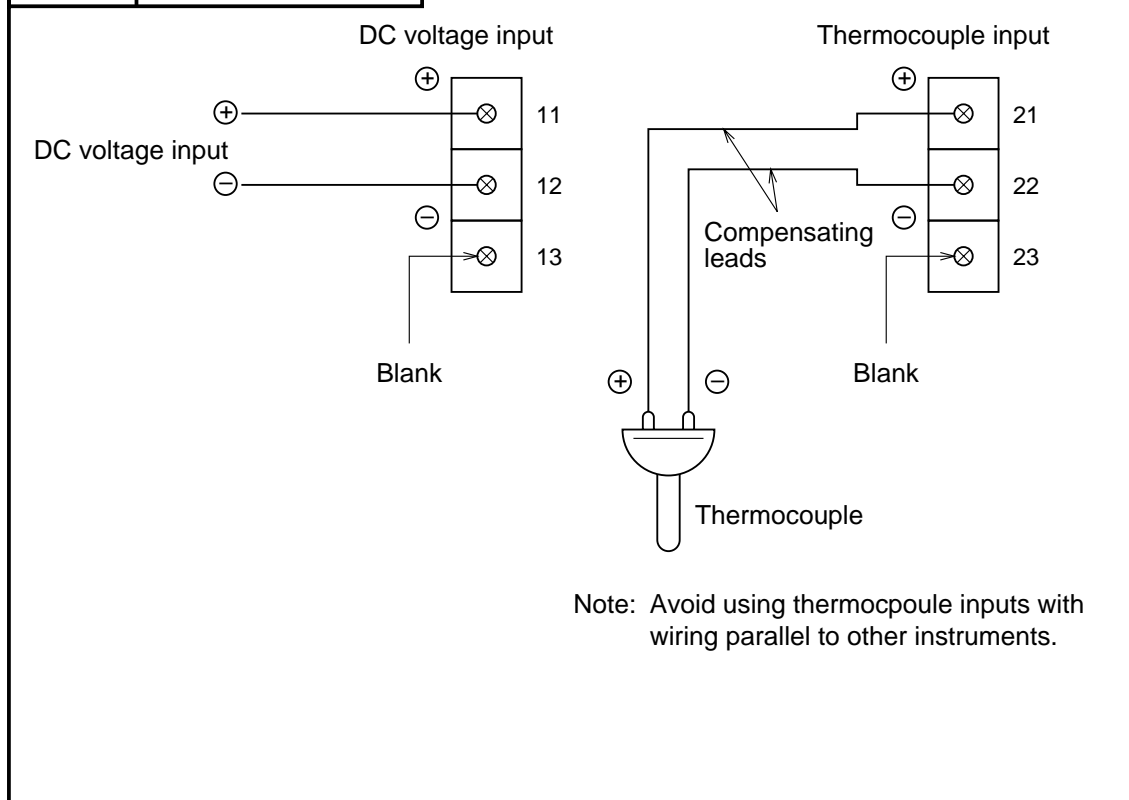 DC voltage input
⊕
11
⊕
DC voltage input
12
⊖
⊖
13
Blank
Thermocouple input
⊕
21
22
⊖
Compensating
leads
23
Blank
⊕ ⊖
Thermocouple
Note: Avoid using thermocpoule inputs with
wiring parallel to other instruments.